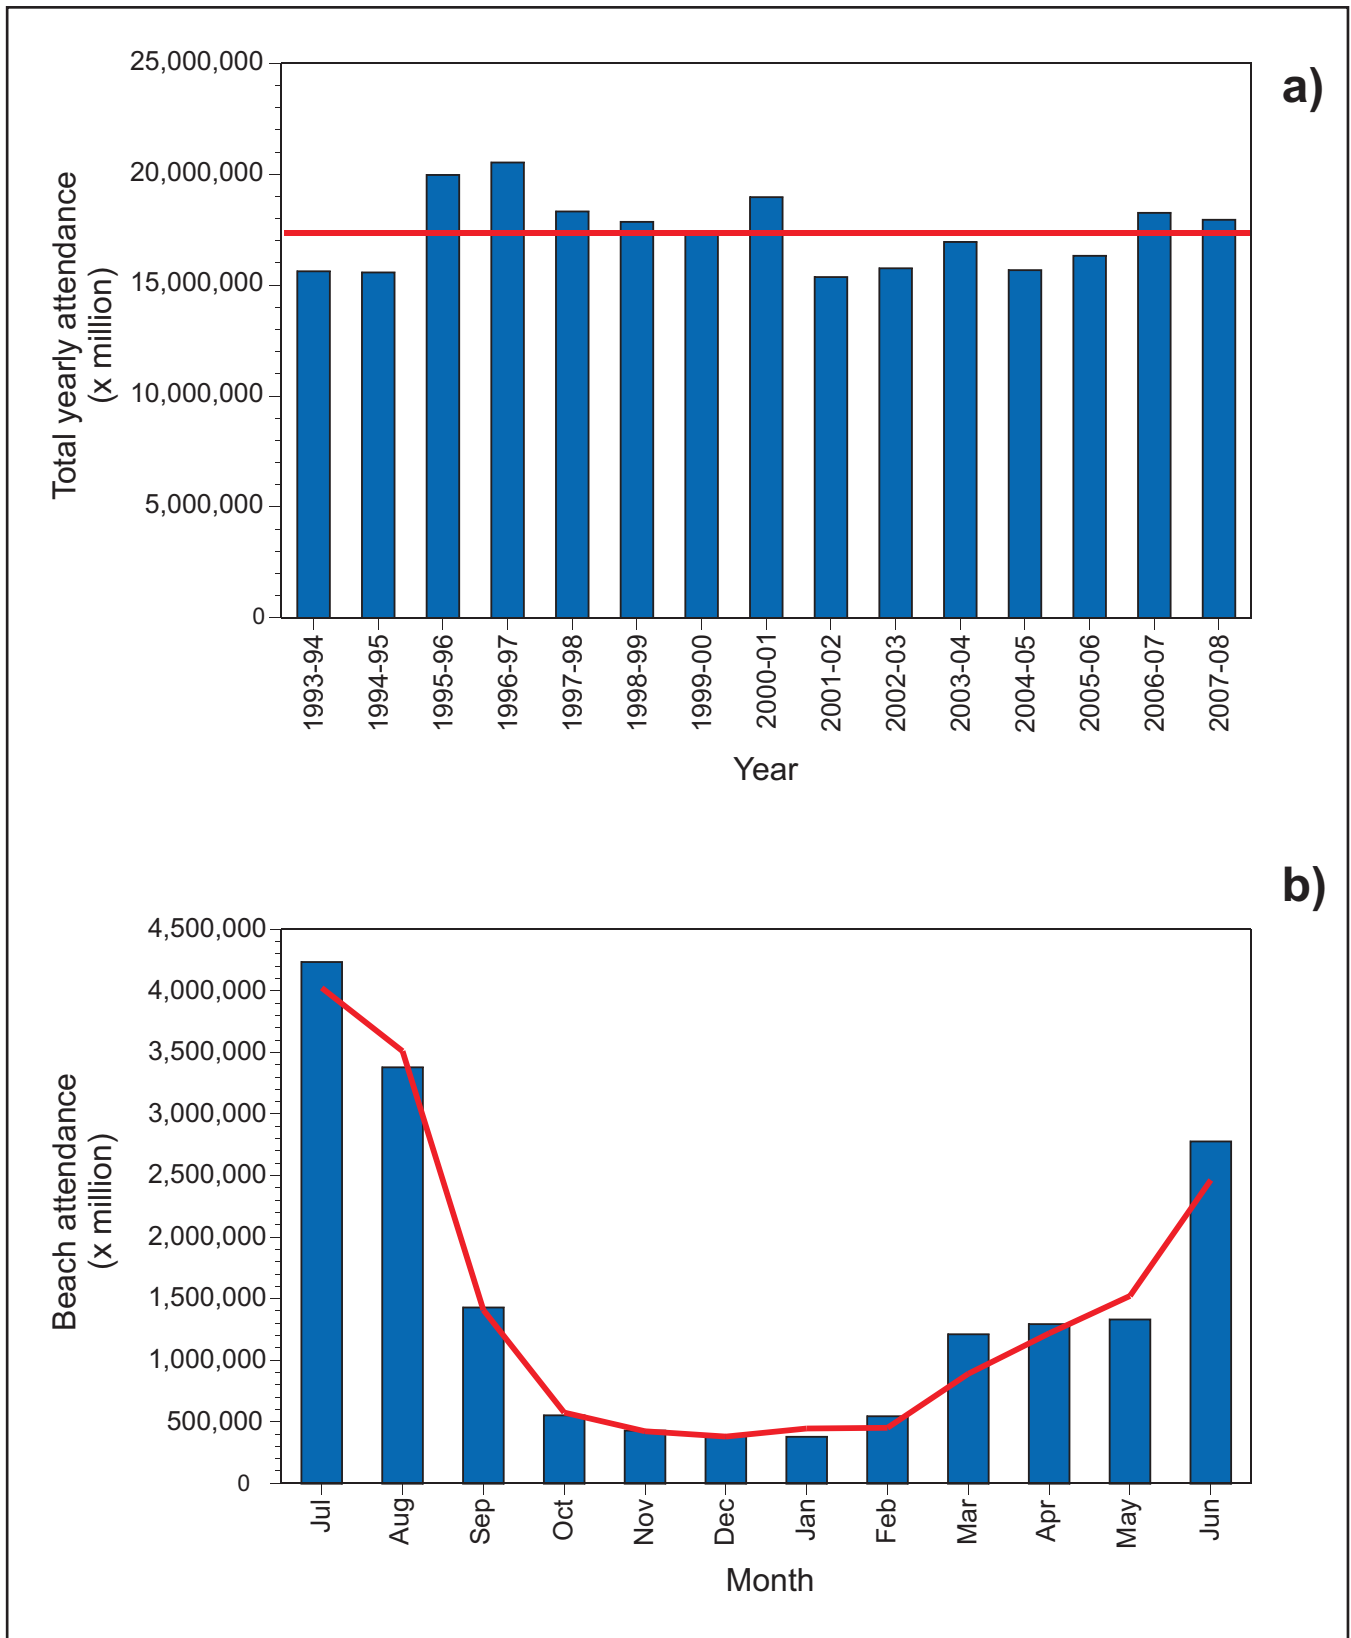 a)
25,000,000
20,000,000
15,000,000
10,000,000
5,000,000
0
Total yearly attendance
(x million)
1993-94
1994-95
1995-96
1996-97
1997-98
1998-99
1999-00
2000-01
2001-02
2002-03
2003-04
2004-05
2005-06
2006-07
2007-08
Year
b)
4,500,000
4,000,000
3,500,000
3,000,000
2,500,000
2,000,000
1,500,000
1,000,000
500,000
0
Beach attendance
(x million)
Jul
Aug
Sep
Oct
Nov
Dec
Jan
Feb
Mar
Apr
May
Jun
Month